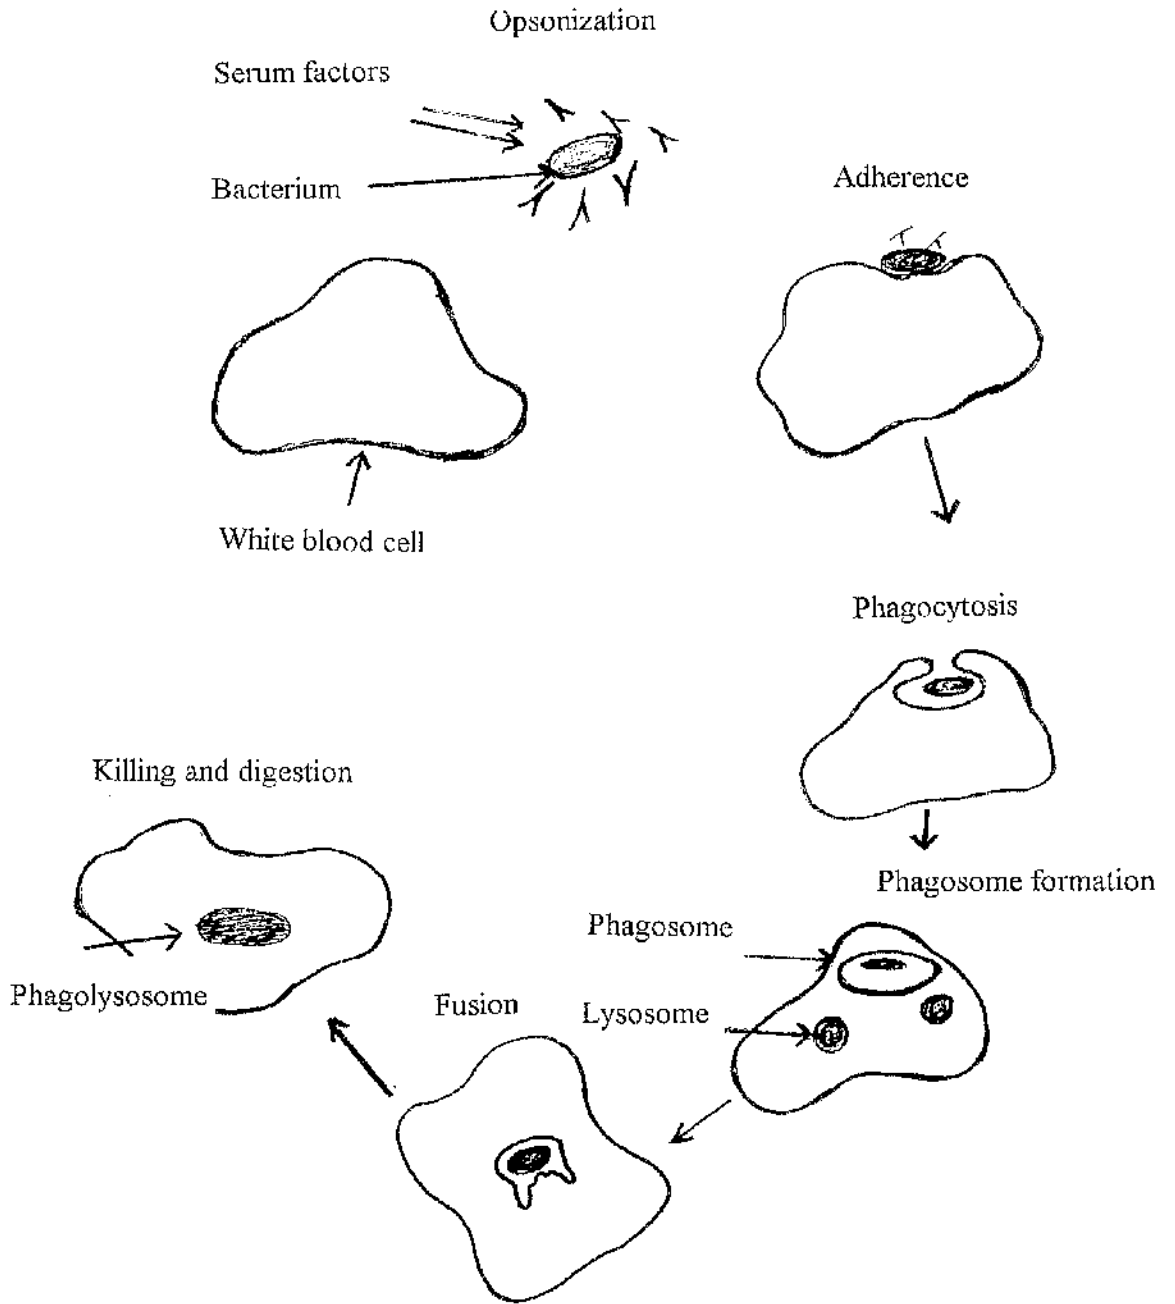 Opsonization
Serum factors
Bacterium
Adherence
White blood cell
Phagocytosis
Killing and digestion
Phagosome formation
Phagosome
Lysosome
Phagolysosome
Fusion